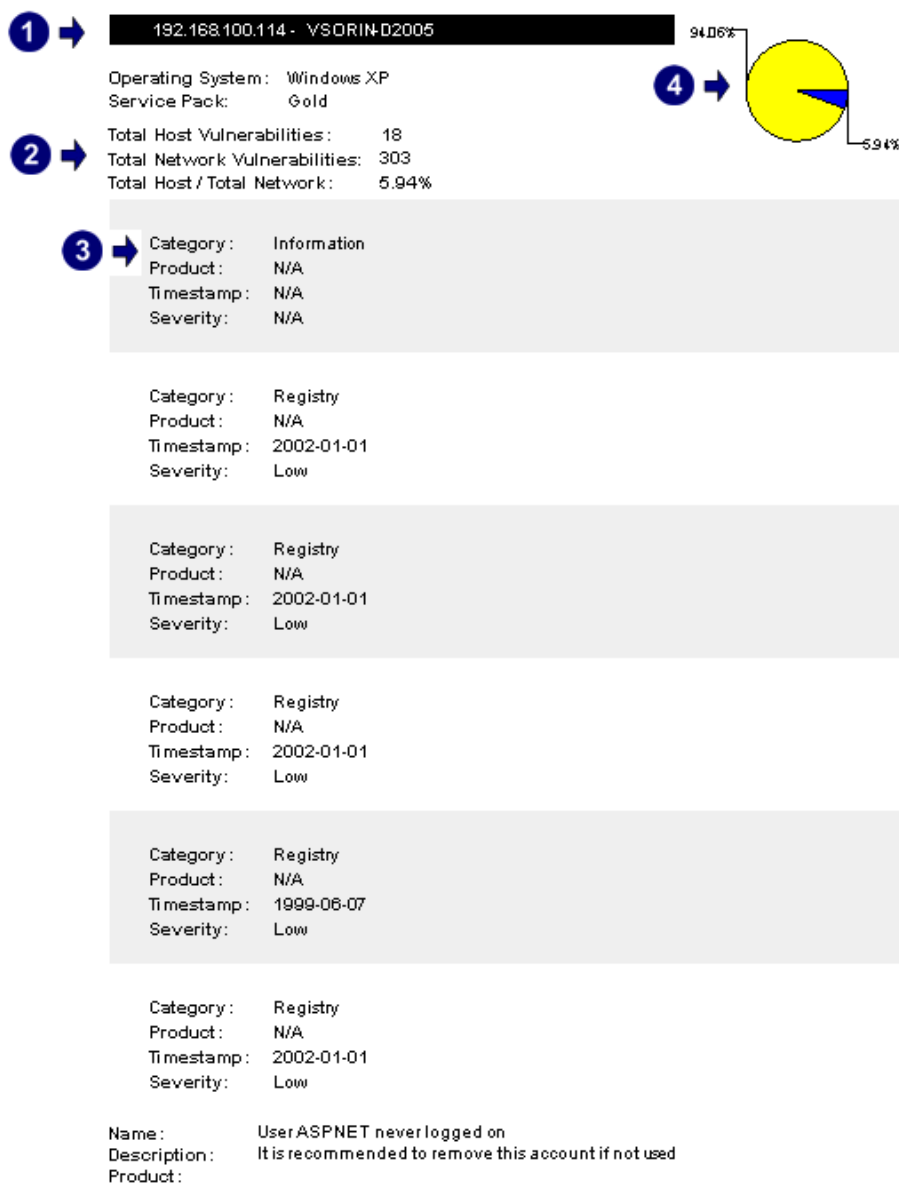 1
192.168.100.114 - VSORIN-D2005
94.06%
Operating System: Windows XP
4
Service Pack: Gold
2
Total Host Vulnerabilities: 18
5.94%
Total Network Vulnerabilities: 303
Total Host / Total Network: 5.94%
3
Category: Information
Product: N/A
Timestamp: N/A
Severity: N/A
Category: Registry
Product: N/A
Timestamp: 2002-01-01
Severity: Low
Category: Registry
Product: N/A
Timestamp: 2002-01-01
Severity: Low
Category: Registry
Product: N/A
Timestamp: 2002-01-01
Severity: Low
Category: Registry
Product: N/A
Timestamp: 1999-06-07
Severity: Low
Category: Registry
Product: N/A
Timestamp: 2002-01-01
Severity: Low
Name: User ASPNET never logged on
Description: It is recommended to remove this account if not used
Product: